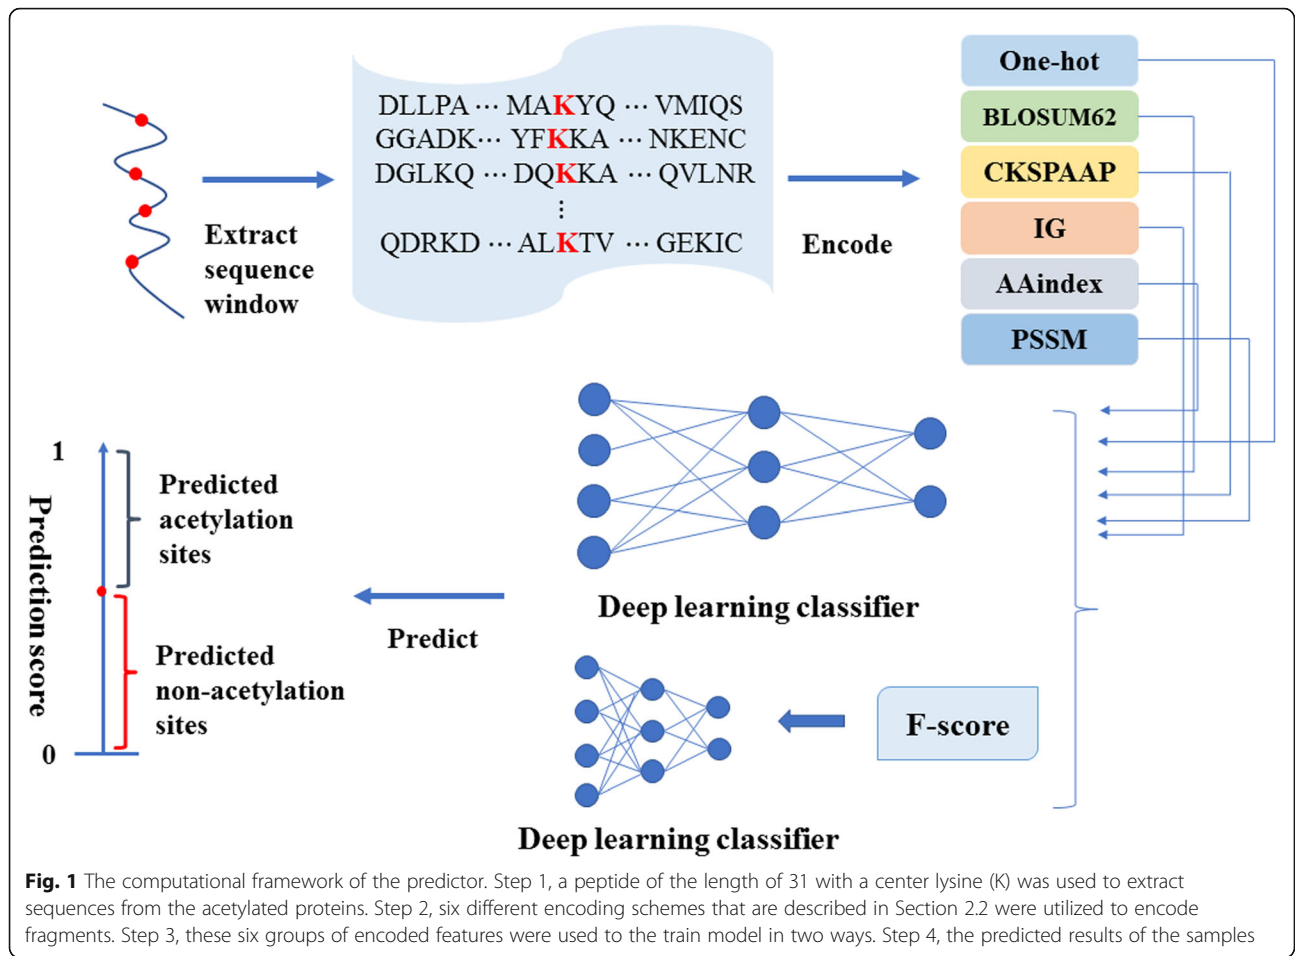 DLLPA ··· MAKYQ ··· VMIQS
GGADK··· YFKKA ··· NKENC
DGLKQ ··· DQKKA ··· QVLNR
⋮
QDRKD ··· ALKTV ··· GEKIC
Extract
sequence
window
Encode
One-hot
BLOSUM62
CKSPAAP
IG
AAindex
PSSM
Deep learning classifier
F-score
Deep learning classifier
Predict
1
Prediction score
0
Predicted
acetylation
sites
Predicted
non-acetylation
sites
Fig. 1 The computational framework of the predictor. Step 1, a peptide of the length of 31 with a center lysine (K) was used to extract
sequences from the acetylated proteins. Step 2, six different encoding schemes that are described in Section 2.2 were utilized to encode
fragments. Step 3, these six groups of encoded features were used to the train model in two ways. Step 4, the predicted results of the samples